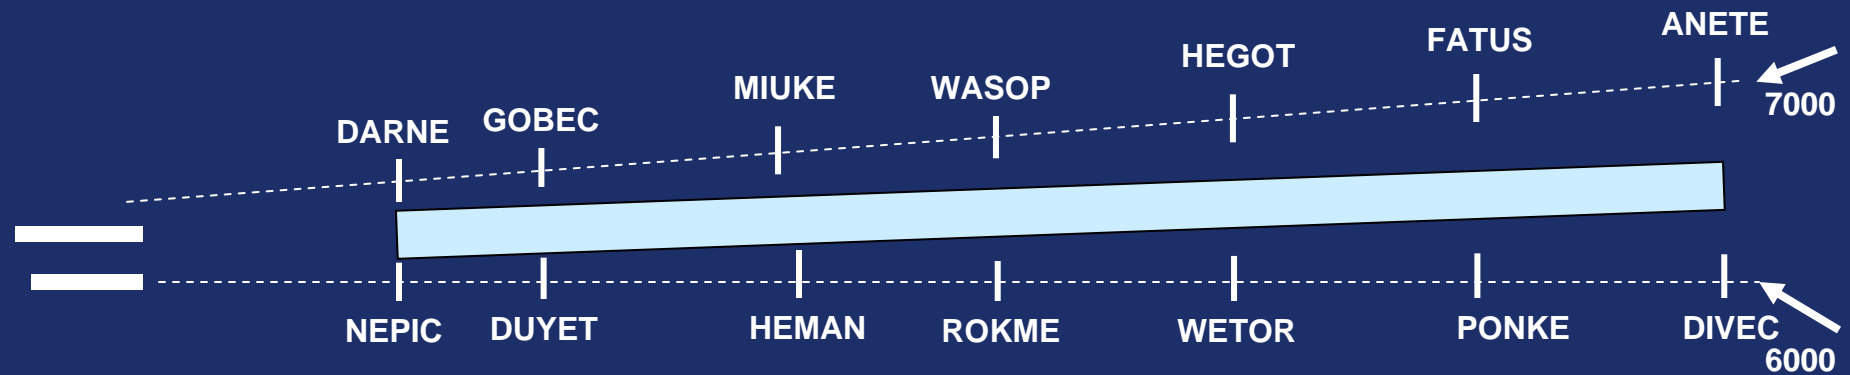 ANETE
FATUS
HEGOT
MIUKE
WASOP
7000
GOBEC
DARNE
NEPIC
DUYET
HEMAN
ROKME
WETOR
PONKE
DIVEC
6000